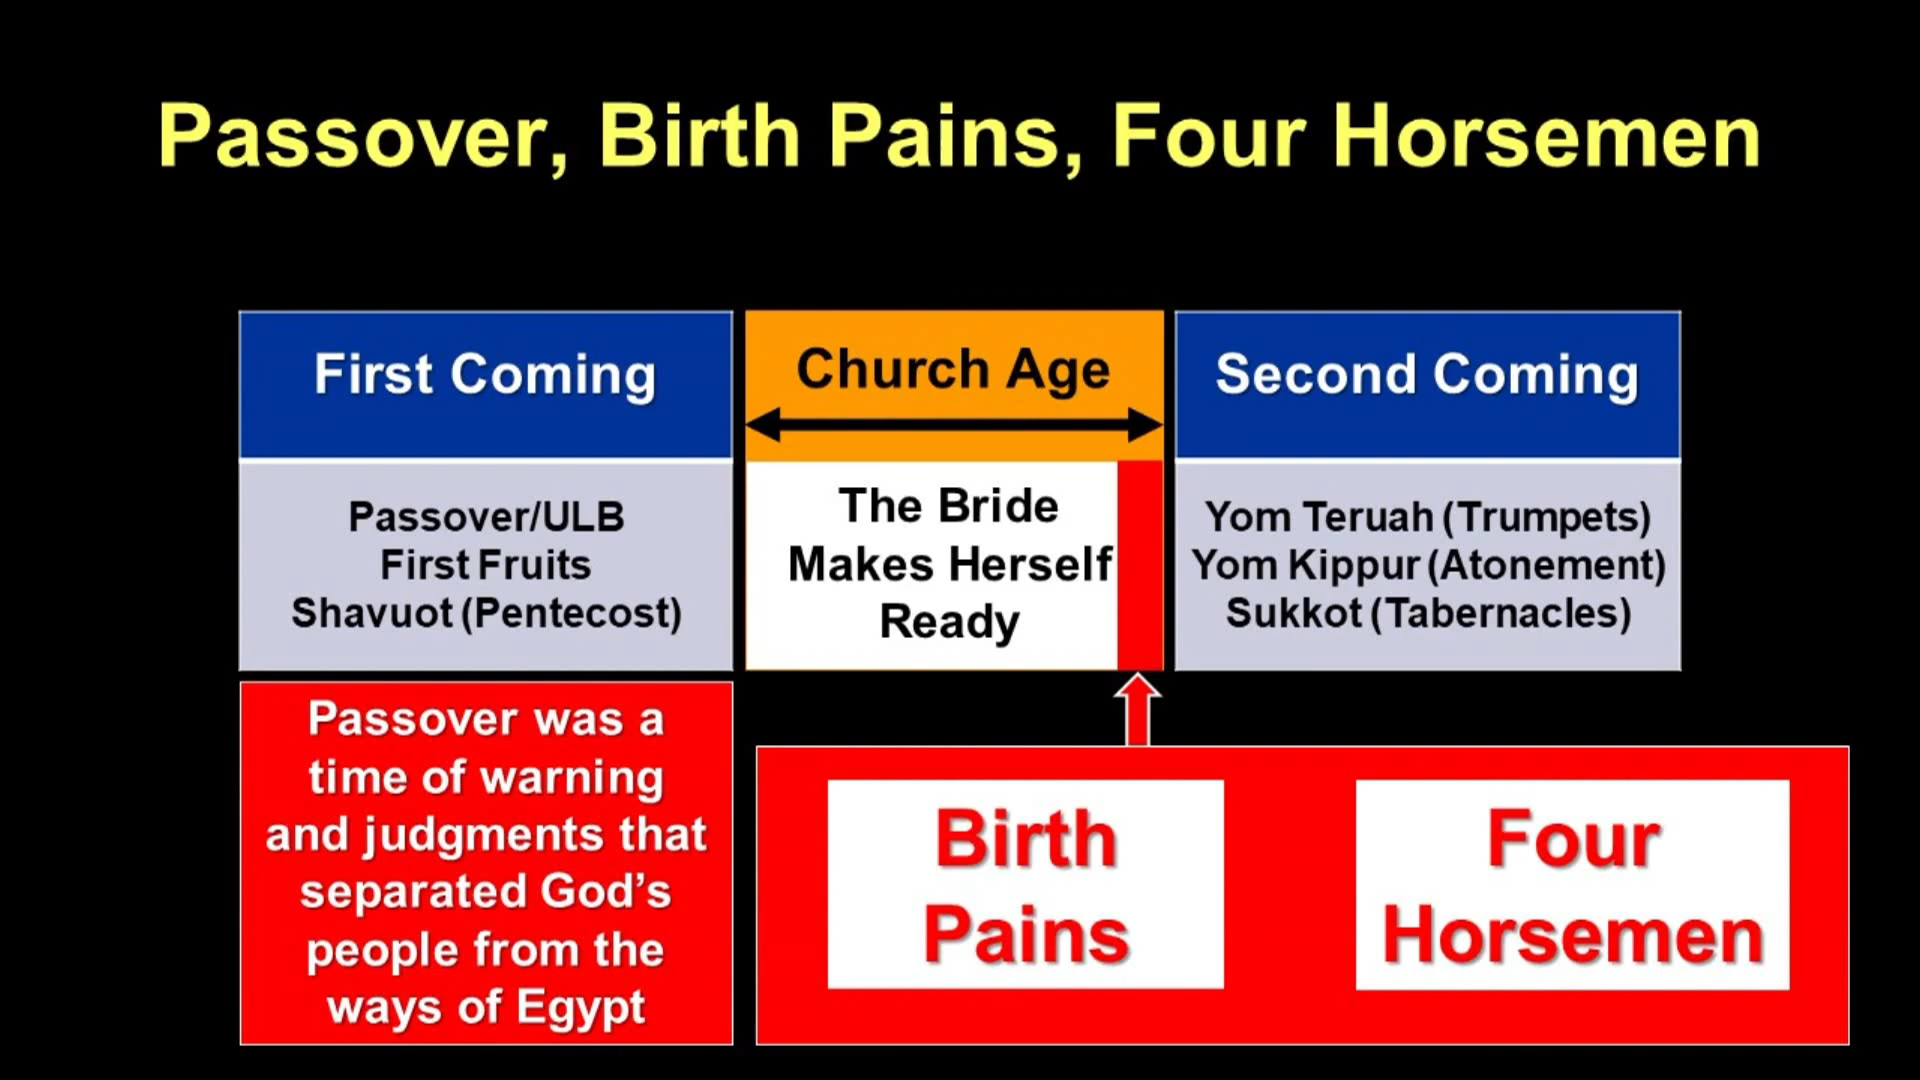 Passover, Birth Pains, Four Horsemen
First Coming
Church Age
Second Coming
Passover/ULB
First Fruits
Shavuot (Pentecost)
The Bride
Makes Herself
Ready
Yom Teruah (Trumpets)
Yom Kippur (Atonement)
Sukkot (Tabernacles)
Passover was a
time of warning
and judgments that
separated God’s
people from the
ways of Egypt
Birth
Pains
Four
Horsemen